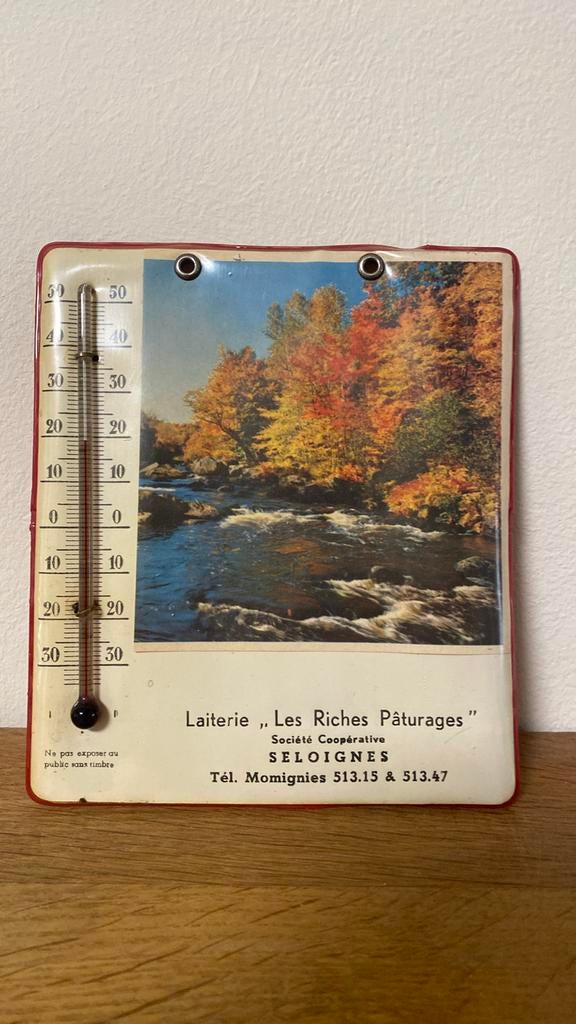 50 50
40 40
30 30
20 20
10 10
0 0
10 10
20 20
30 30
Laiterie „Les Riches Pâturages"
Société Coopérative
SELOIGNES
Tél. Momignies 513.15 & 513.47
Ne pas exposer au
public sans timbre